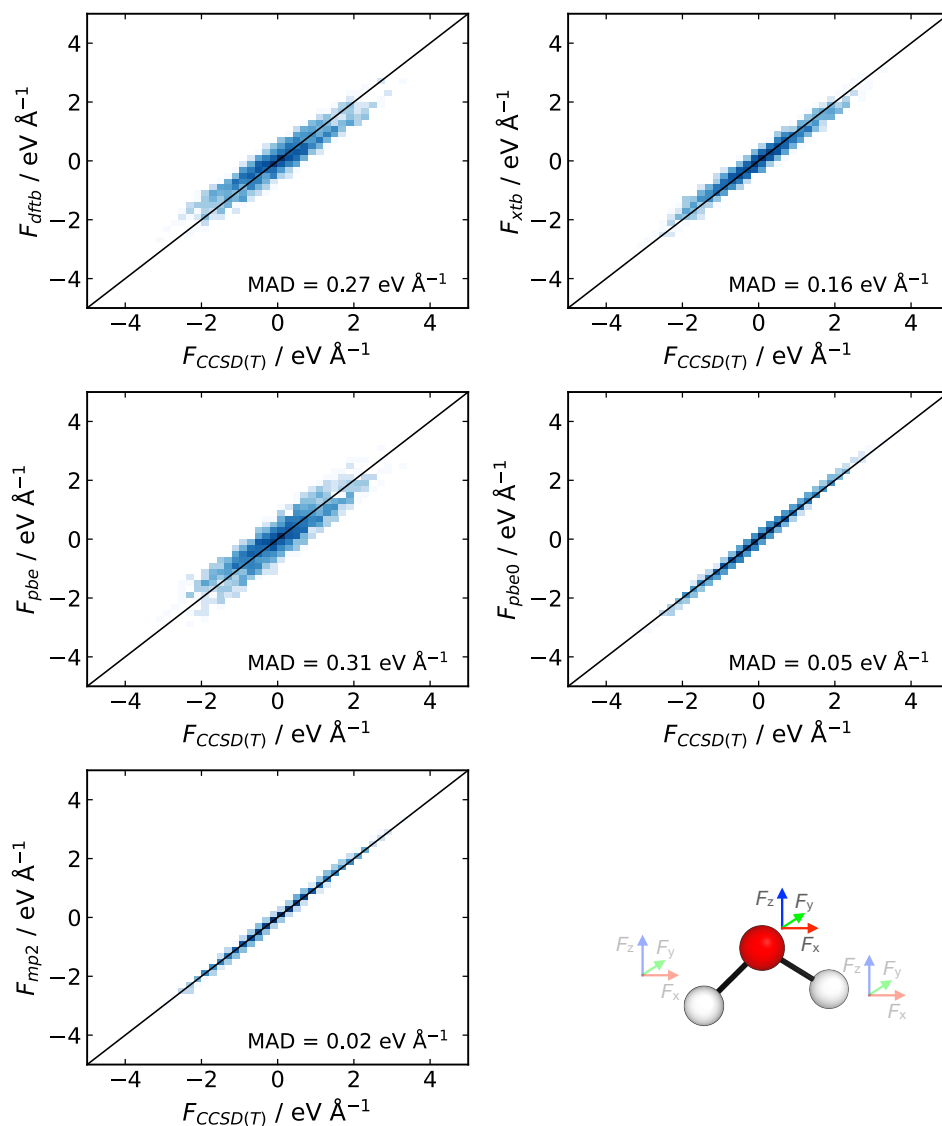 4
2
0
−2
−4
F_dftb / eV Å⁻¹
MAD = 0.27 eV Å⁻¹
−4 −2 0 2 4
F_CCSD(T) / eV Å⁻¹
4
2
0
−2
−4
F_xtb / eV Å⁻¹
MAD = 0.16 eV Å⁻¹
−4 −2 0 2 4
F_CCSD(T) / eV Å⁻¹
4
2
0
−2
−4
F_pbe / eV Å⁻¹
MAD = 0.31 eV Å⁻¹
−4 −2 0 2 4
F_CCSD(T) / eV Å⁻¹
4
2
0
−2
−4
F_pbe0 / eV Å⁻¹
MAD = 0.05 eV Å⁻¹
−4 −2 0 2 4
F_CCSD(T) / eV Å⁻¹
4
2
0
−2
−4
F_mp2 / eV Å⁻¹
MAD = 0.02 eV Å⁻¹
−4 −2 0 2 4
F_CCSD(T) / eV Å⁻¹
F_z
F_y
F_x
F_z
F_y
F_x
F_z
F_y
F_x